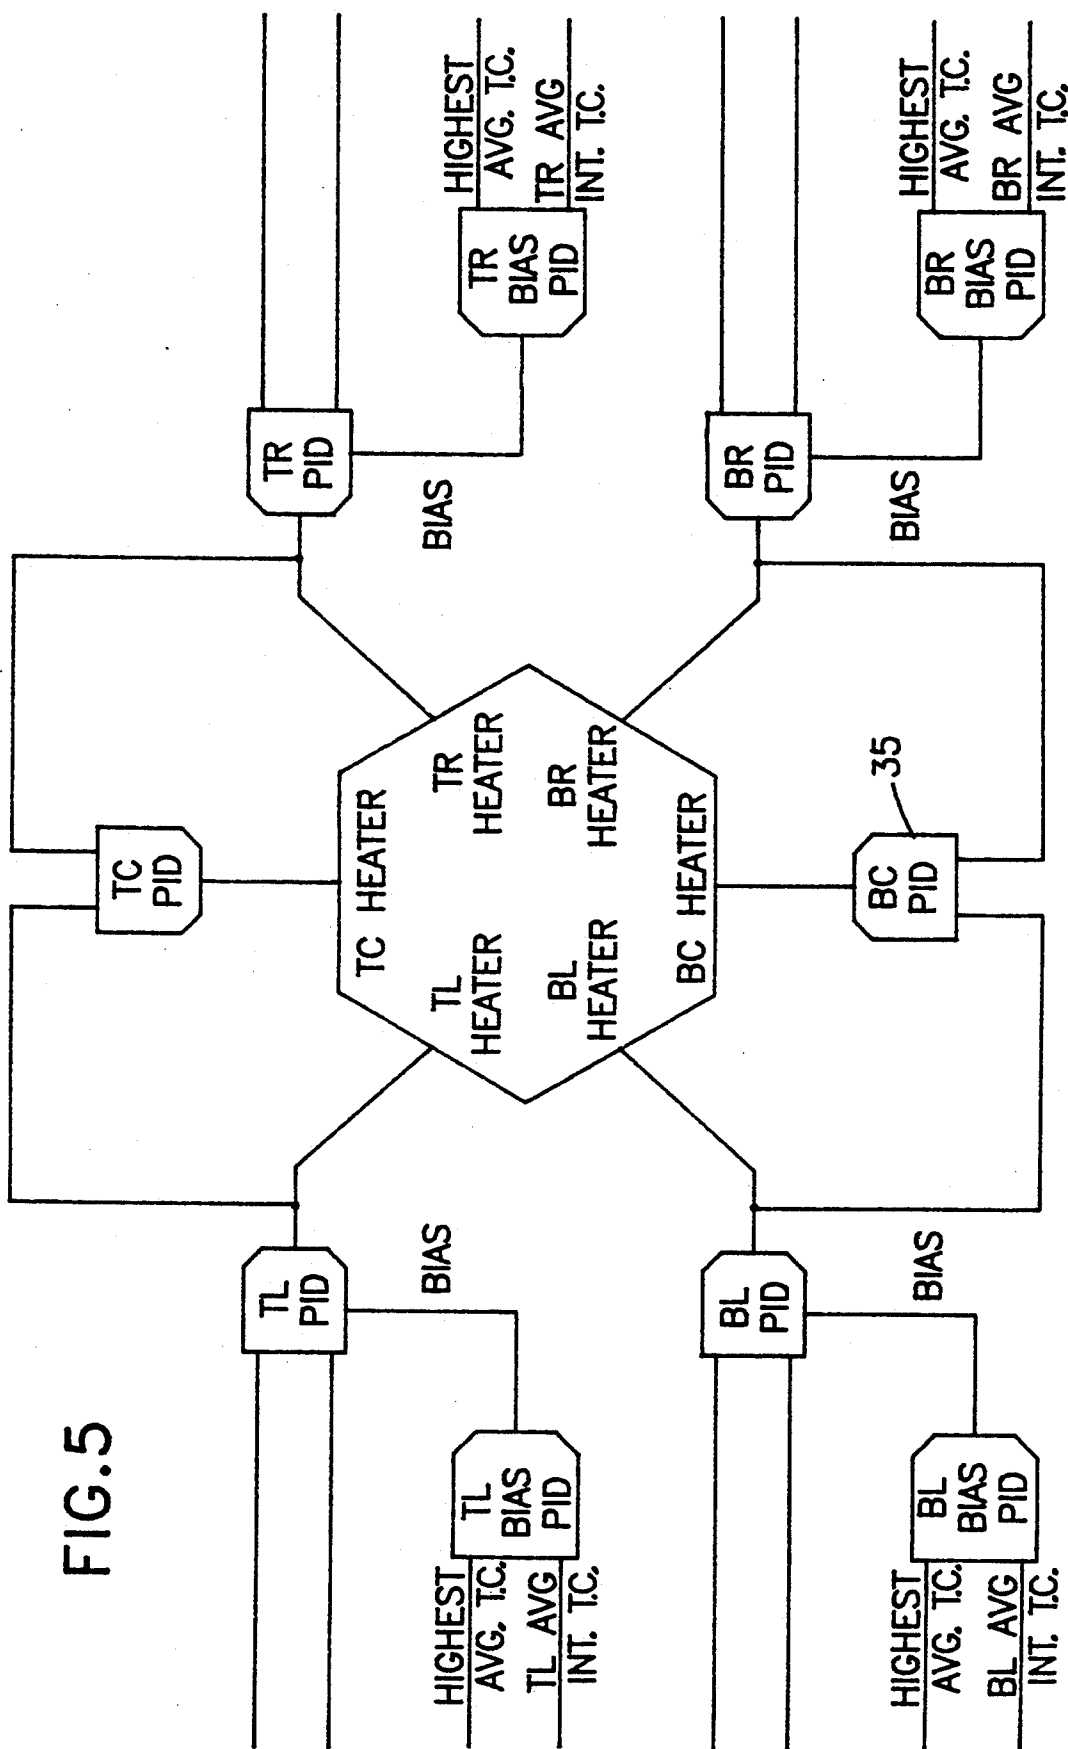 FIG.5
TC
PID
TL
PID
TR
PID
BIAS
BIAS
HIGHEST
AVG. T.C.
TL AVG
INT. T.C.
TL
BIAS
PID
TC HEATER
TL
HEATER
TR
HEATER
BL
HEATER
BR
HEATER
BC HEATER
TR
BIAS
PID
HIGHEST
AVG. T.C.
TR AVG
INT. T.C.
BL
PID
BR
PID
BIAS
BIAS
HIGHEST
AVG. T.C.
BL AVG
INT. T.C.
BL
BIAS
PID
BC
PID
35
BR
BIAS
PID
HIGHEST
AVG. T.C.
BR AVG
INT. T.C.